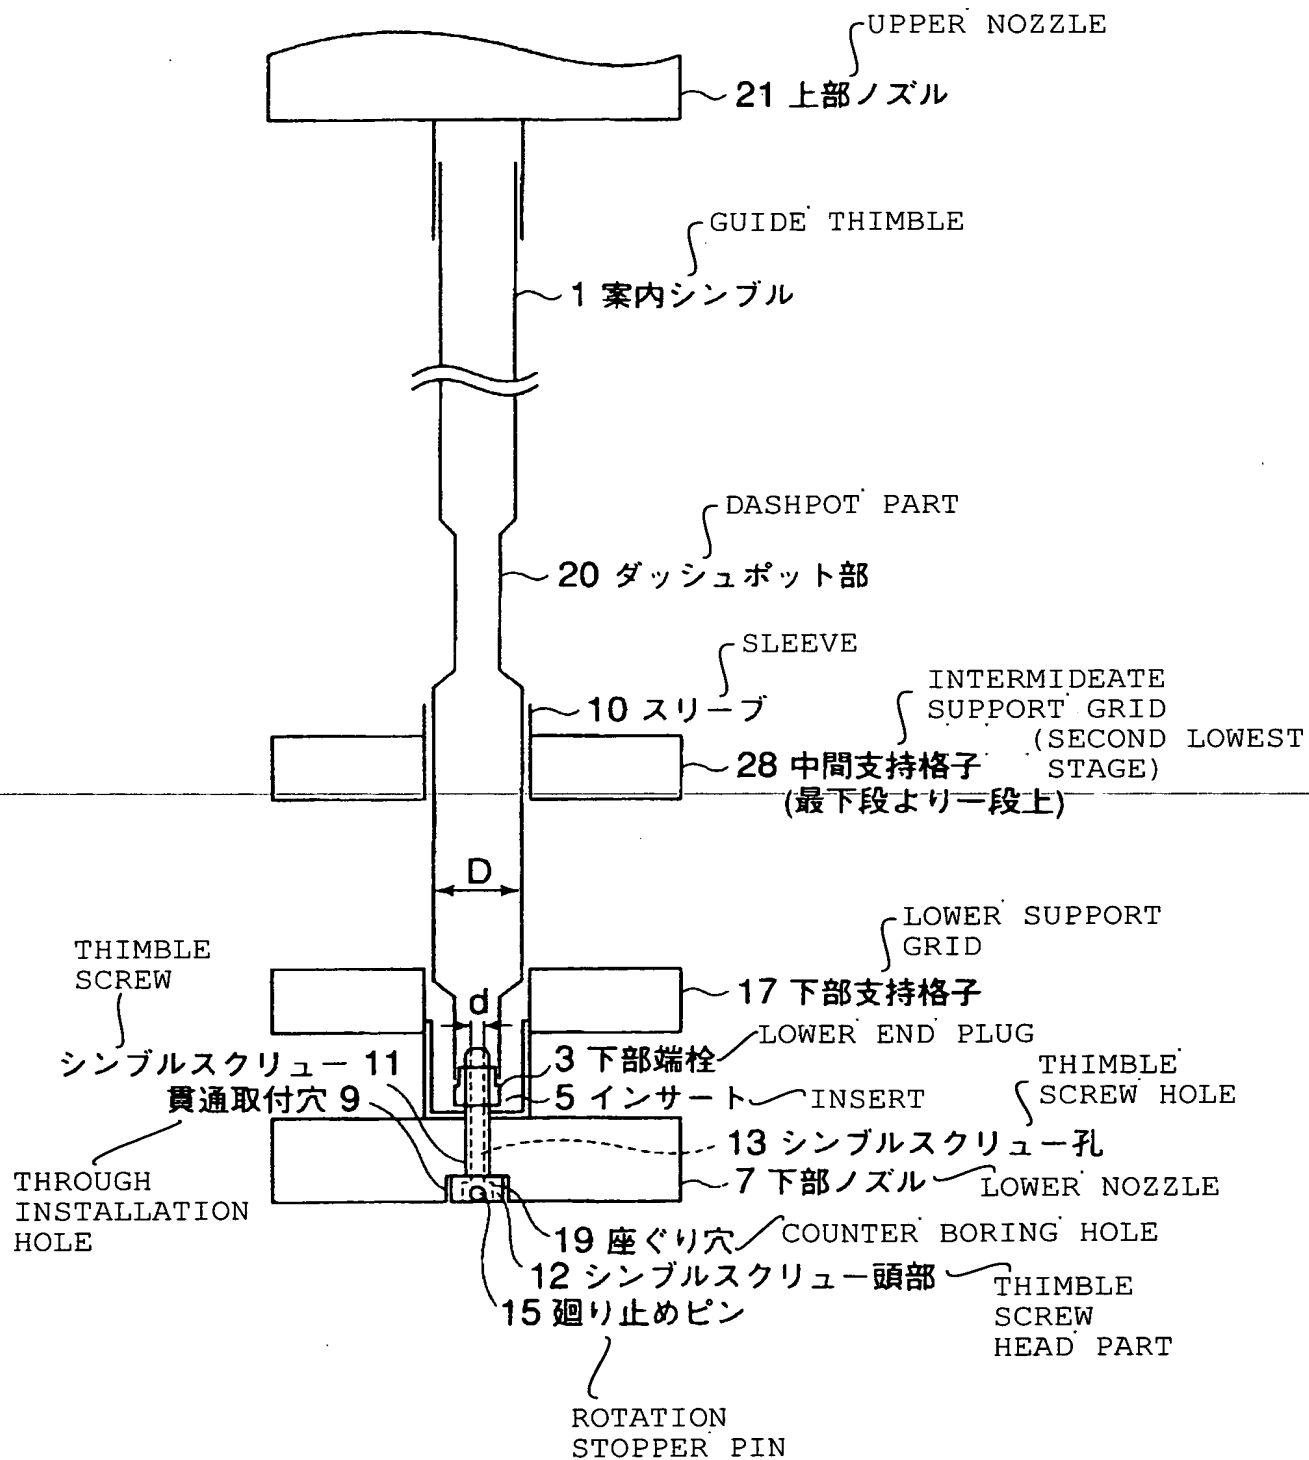 UPPER NOZZLE
21 上部ノズル
GUIDE THIMBLE
1 案内シンブル
DASHPOT PART
20 ダッシュポット部
SLEEVE
10 スリーブ
INTERMIDEATE
SUPPORT GRID
(SECOND LOWEST
STAGE)
28 中間支持格子
(最下段より一段上)
D
LOWER SUPPORT
GRID
17 下部支持格子
d
THIMBLE
SCREW
シンブルスクリュー 11
3 下部端栓
LOWER END PLUG
貫通取付穴 9
5 インサート
INSERT
THIMBLE
SCREW HOLE
13 シンブルスクリュー孔
7 下部ノズル
LOWER NOZZLE
THROUGH
INSTALLATION
HOLE
19 座ぐり穴
COUNTER BORING HOLE
12 シンブルスクリュー頭部
THIMBLE
SCREW
HEAD PART
15 廻り止めピン
ROTATION
STOPPER PIN